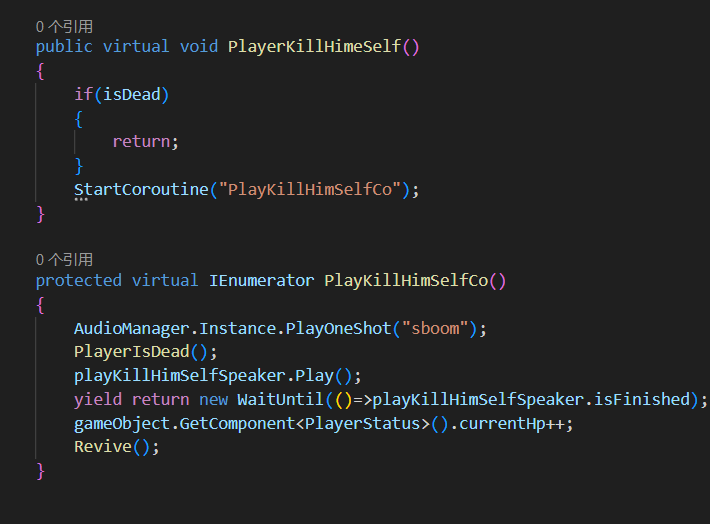 0 个引用
public virtual void PlayerKillHimeSelf()
{
    if(isDead)
    {
        return;
    }
    StartCoroutine("PlayKillHimSelfCo");
}
0 个引用
protected virtual IEnumerator PlayKillHimSelfCo()
{
    AudioManager.Instance.PlayOneShot("sboom");
    PlayerIsDead();
    playKillHimSelfSpeaker.Play();
    yield return new WaitUntil(()=>playKillHimSelfSpeaker.isFinished);
    gameObject.GetComponent<PlayerStatus>().currentHp++;
    Revive();
}